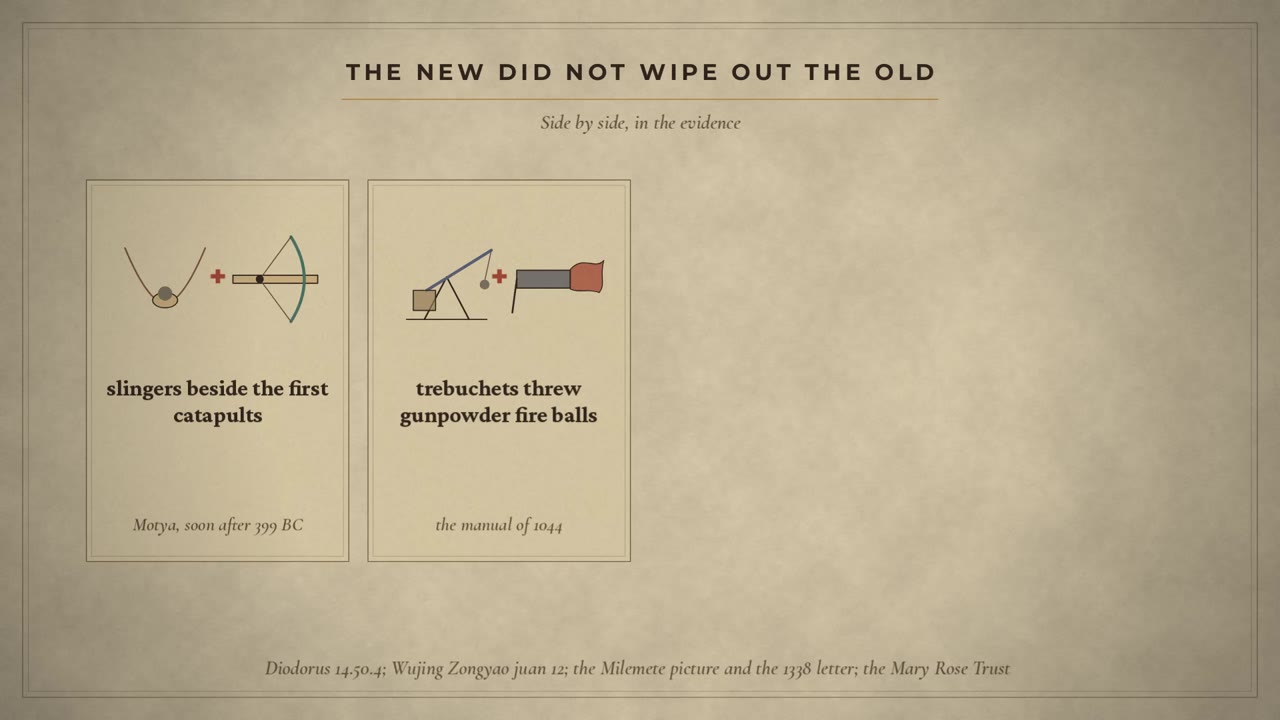 THE NEW DID NOT WIPE OUT THE OLD
Side by side, in the evidence
slingers beside the first
catapults
Motya, soon after 399 BC
trebuchets threw
gunpowder fire balls
the manual of 1044
Diodorus 14.50.4; Wujing Zongyao juan 12; the Milemete picture and the 1338 letter; the Mary Rose Trust